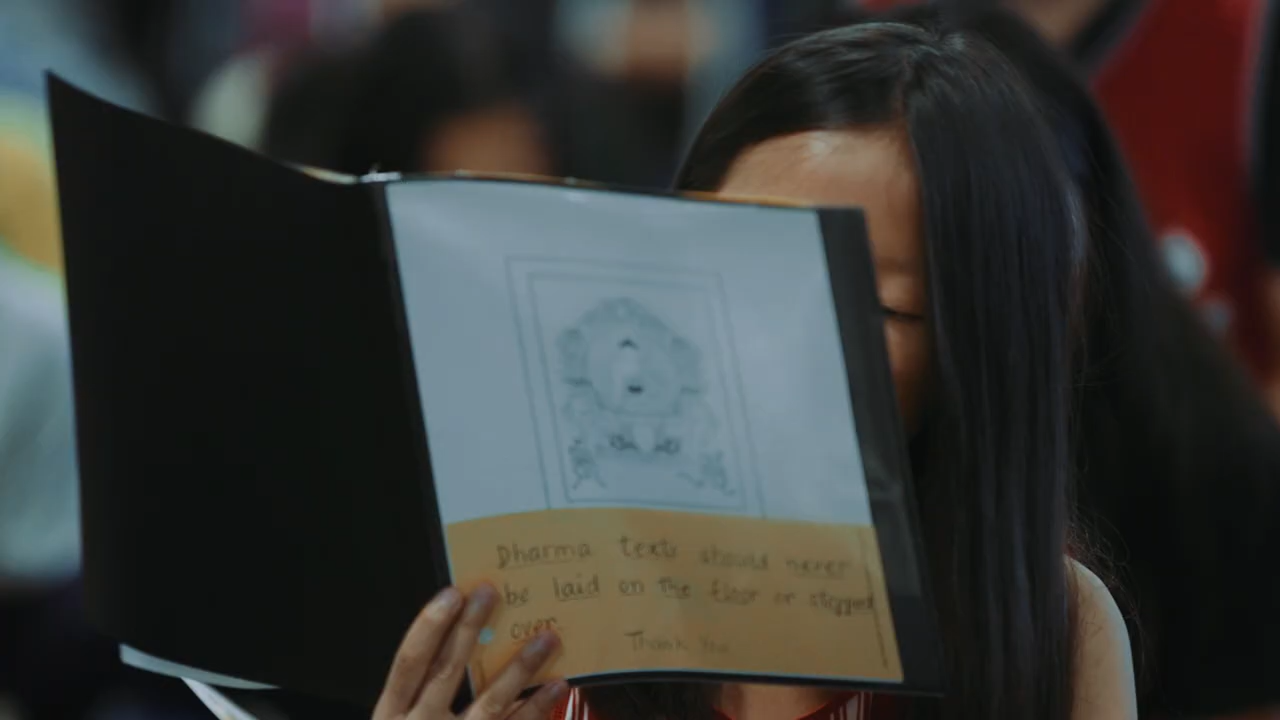 Dharma texts should never
be laid on the floor or stepped
over.
Thank You